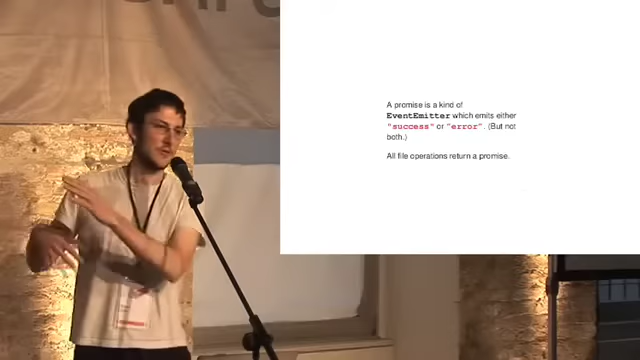 A promise is a kind of
EventEmitter which emits either
"success" or "error". (But not
both.)
All file operations return a promise.